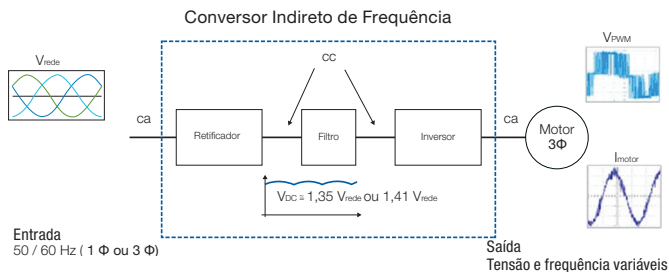 Conversor Indireto de Frequência
Vrede
VPWM
cc
ca
Retificador
Filtro
Inversor
ca
Motor
3Φ
Imotor
VDC ≅ 1,35 Vrede ou 1,41 Vrede
Entrada
50 / 60 Hz ( 1 Φ ou 3 Φ)
Saída
Tensão e frequência variáveis